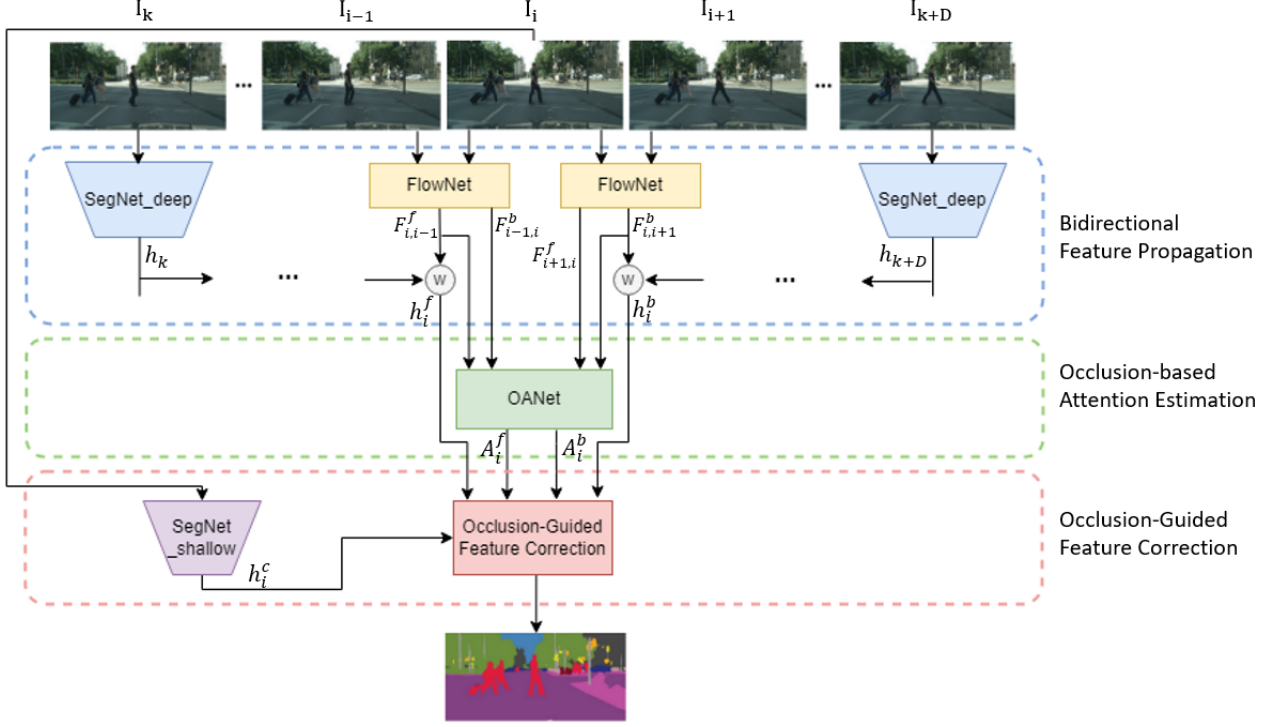 I_k I_{i−1} I_i I_{i+1} I_{k+D}
... ...
SegNet_deep
FlowNet
FlowNet
SegNet_deep
F^f_{i,i−1} F^b_{i−1,i} F^f_{i+1,i} F^b_{i,i+1}
h_k
h_{k+D}
... ...
W W
h^f_i h^b_i
Bidirectional
Feature Propagation
OANet
A^f_i A^b_i
Occlusion-based
Attention Estimation
SegNet
_shallow
h^c_i
Occlusion-Guided
Feature Correction
Occlusion-Guided
Feature Correction